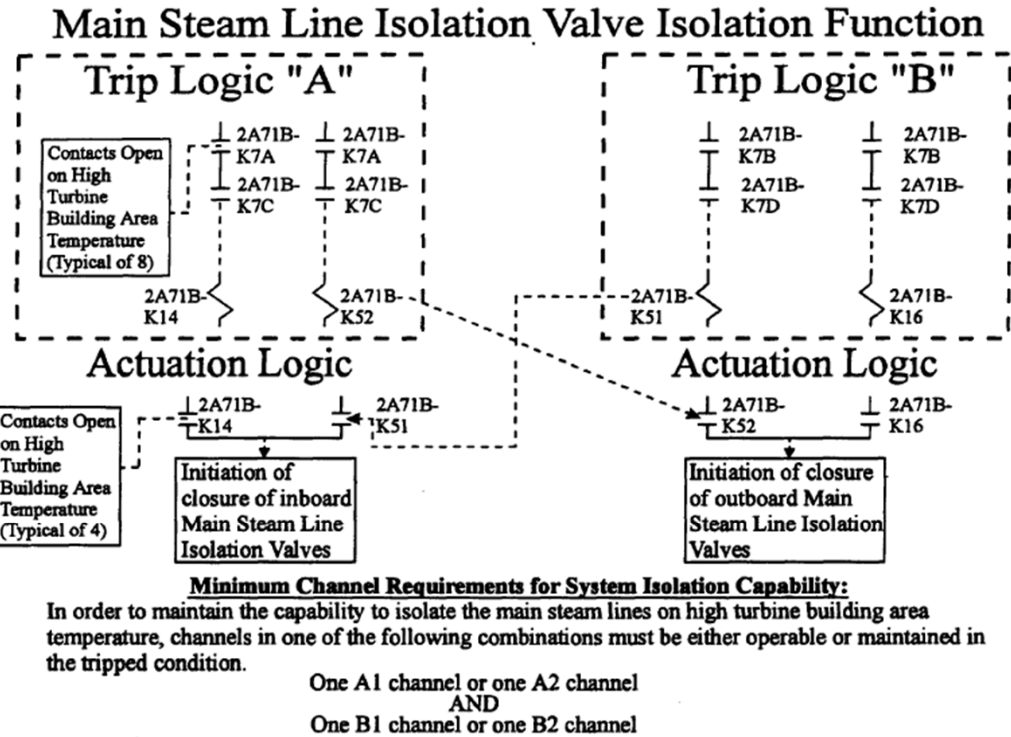 Main Steam Line Isolation Valve Isolation Function
Trip Logic "A"
Trip Logic "B"
Contacts Open
on High
Turbine
Building Area
Temperature
(Typical of 8)
2A71B-
K7A
2A71B-
K7A
2A71B-
K7C
2A71B-
K7C
2A71B-
K14
2A71B-
K52
2A71B-
K7B
2A71B-
K7B
2A71B-
K7D
2A71B-
K7D
2A71B-
K51
2A71B-
K16
Actuation Logic
Actuation Logic
Contacts Open
on High
Turbine
Building Area
Temperature
(Typical of 4)
2A71B-
K14
2A71B-
K51
2A71B-
K52
2A71B-
K16
Initiation of
closure of inboard
Main Steam Line
Isolation Valves
Initiation of closure
of outboard Main
Steam Line Isolation
Valves
Minimum Channel Requirements for System Isolation Capability:
In order to maintain the capability to isolate the main steam lines on high turbine building area
temperature, channels in one of the following combinations must be either operable or maintained in
the tripped condition.
One A1 channel or one A2 channel
AND
One B1 channel or one B2 channel